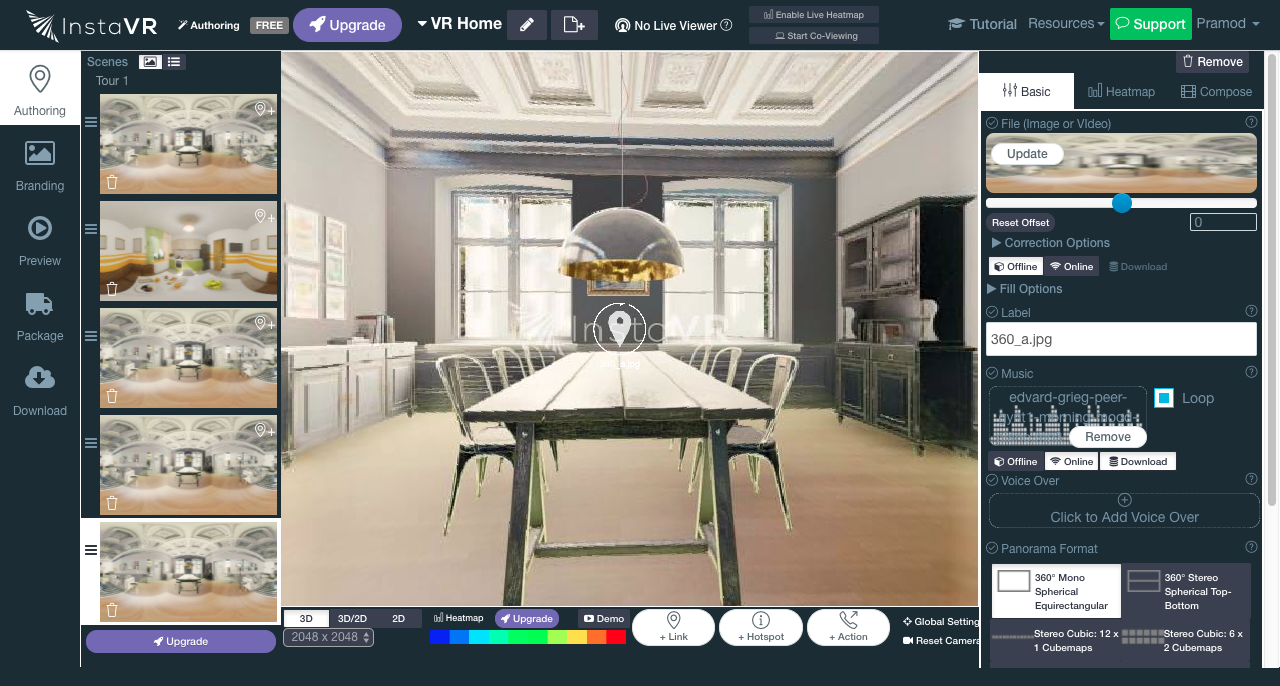 InstaVR
Authoring
FREE
Upgrade
VR Home
No Live Viewer
Enable Live Heatmap
Start Co-Viewing
Tutorial
Resources
Support
Pramod
Authoring
Branding
Preview
Package
Download
Scenes
Tour 1
Upgrade
InstaVR
360_a.jpg
3D
3D/2D
2D
2048 x 2048
Heatmap
Upgrade
Demo
+ Link
+ Hotspot
+ Action
Global Setting
Reset Camera
Remove
Basic
Heatmap
Compose
File (Image or VIdeo)
Update
Reset Offset
0
Correction Options
Offline
Online
Download
Fill Options
Label
360_a.jpg
Music
edvard-grieg-peer-
gynt1-morning-mood-
Remove
Loop
Offline
Online
Download
Voice Over
Click to Add Voice Over
Panorama Format
360° Mono
Spherical
Equirectangular
360° Stereo
Spherical Top-
Bottom
Stereo Cubic: 12 x
1 Cubemaps
Stereo Cubic: 6 x
2 Cubemaps